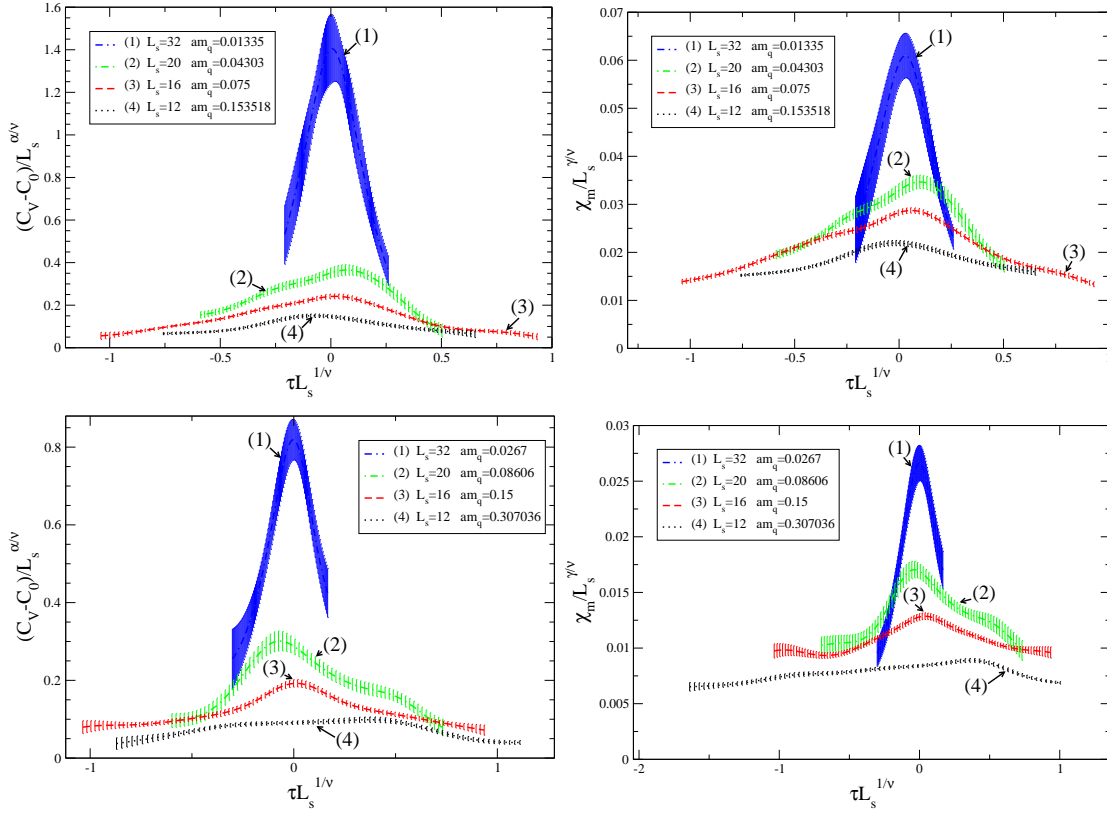 (1) L_s=32 am_q=0.01335
(2) L_s=20 am_q=0.04303
(3) L_s=16 am_q=0.075
(4) L_s=12 am_q=0.153518
(C_V-C_0)/L_s^{α/ν}
1.6
1.4
1.2
1
0.8
0.6
0.4
0.2
0
(1)
(2)
(3)
(4)
-1
-0.5
0
0.5
1
τL_s^{1/ν}
(1) L_s=32 am_q=0.01335
(2) L_s=20 am_q=0.04303
(3) L_s=16 am_q=0.075
(4) L_s=12 am_q=0.153518
χ_m/L_s^{γ/ν}
0.07
0.06
0.05
0.04
0.03
0.02
0.01
0
(1)
(2)
(3)
(4)
-1
-0.5
0
0.5
1
τL_s^{1/ν}
(1) L_s=32 am_q=0.0267
(2) L_s=20 am_q=0.08606
(3) L_s=16 am_q=0.15
(4) L_s=12 am_q=0.307036
(C_V-C_0)/L_s^{α/ν}
0.8
0.6
0.4
0.2
0
(1)
(2)
(3)
(4)
-1
0
1
τL_s^{1/ν}
(1) L_s=32 am_q=0.0267
(2) L_s=20 am_q=0.08606
(3) L_s=16 am_q=0.15
(4) L_s=12 am_q=0.307036
χ_m/L_s^{γ/ν}
0.03
0.025
0.02
0.015
0.01
0.005
0
(1)
(2)
(3)
(4)
-2
-1
0
1
τL_s^{1/ν}